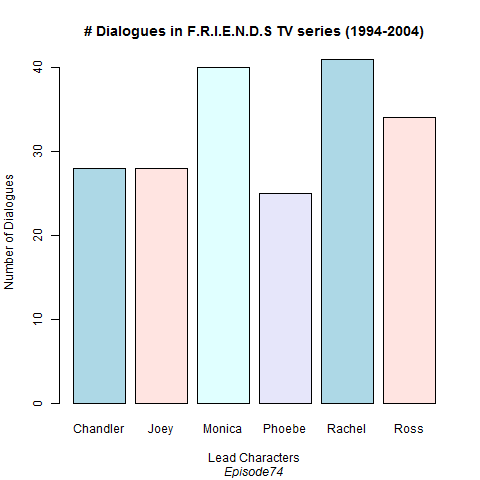 # Dialogues in F.R.I.E.N.D.S TV series (1994-2004)
Number of Dialogues
40
30
20
10
0
Chandler Joey Monica Phoebe Rachel Ross
Lead Characters
Episode74